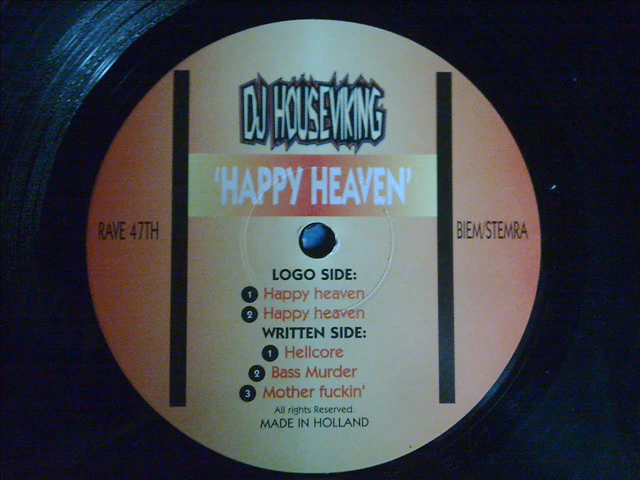 DJ HOUSEVIKING
'HAPPY HEAVEN'
RAVE 47TH
BIEM/STEMRA
LOGO SIDE:
1 Happy heaven
2 Happy heaven
WRITTEN SIDE:
1 Hellcore
2 Bass Murder
3 Mother fuckin'
All rights Reserved.
MADE IN HOLLAND